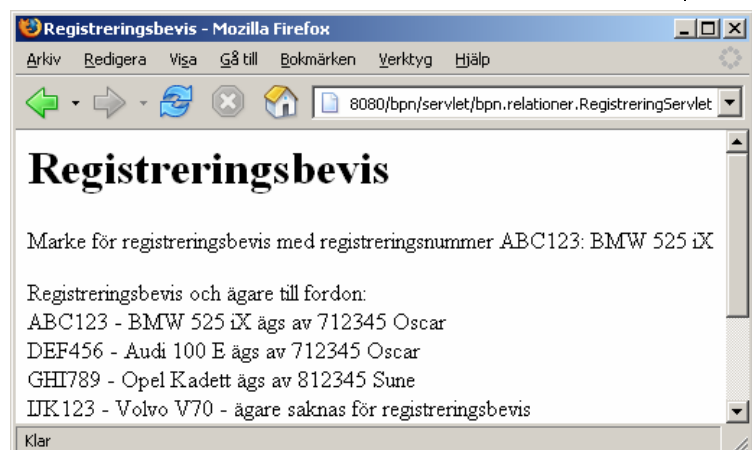 Registreringsbevis - Mozilla Firefox
Arkiv Redigera Visa Gå till Bokmärken Verktyg Hjälp
8080/bpn/servlet/bpn.relationer.RegistreringServlet
Registreringsbevis
Marke för registreringsbevis med registreringsnummer ABC123: BMW 525 iX
Registreringsbevis och ägare till fordon:
ABC123 - BMW 525 iX ägs av 712345 Oscar
DEF456 - Audi 100 E ägs av 712345 Oscar
GHI789 - Opel Kadett ägs av 812345 Sune
IJK123 - Volvo V70 - ägare saknas för registreringsbevis
Klar